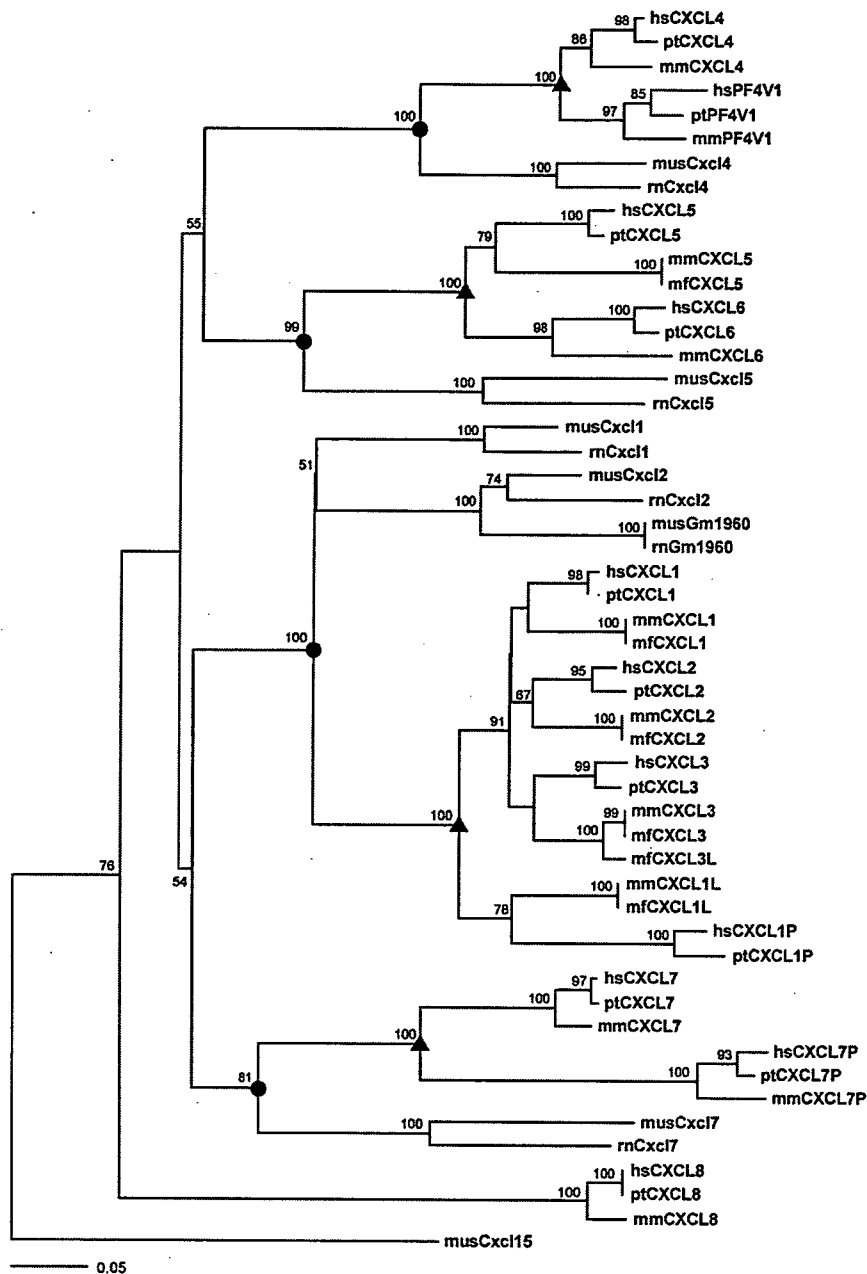 98 hsCXCL4
86 ptCXCL4
100 mmCXCL4
85 hsPF4V1
97 ptPF4V1
mmPF4V1
100
100 musCxcl4
rnCxcl4
55
100 hsCXCL5
79 ptCXCL5
100 mmCXCL5
mfCXCL5
100
100 hsCXCL6
98 ptCXCL6
mmCXCL6
99
100 musCxcl5
rnCxcl5
100 musCxcl1
rnCxcl1
51
74 musCxcl2
100 rnCxcl2
100 musGm1960
rnGm1960
98 hsCXCL1
ptCXCL1
100 mmCXCL1
mfCXCL1
100
95 hsCXCL2
67 ptCXCL2
100 mmCXCL2
mfCXCL2
91
99 hsCXCL3
ptCXCL3
99 mmCXCL3
100 mfCXCL3
mfCXCL3L
100
100 mmCXCL1L
78 mfCXCL1L
100 hsCXCL1P
ptCXCL1P
76
54
97 hsCXCL7
100 ptCXCL7
mmCXCL7
100
93 hsCXCL7P
100 ptCXCL7P
mmCXCL7P
81
100 musCxcl7
rnCxcl7
100 hsCXCL8
100 ptCXCL8
mmCXCL8
musCxcl15
0.05